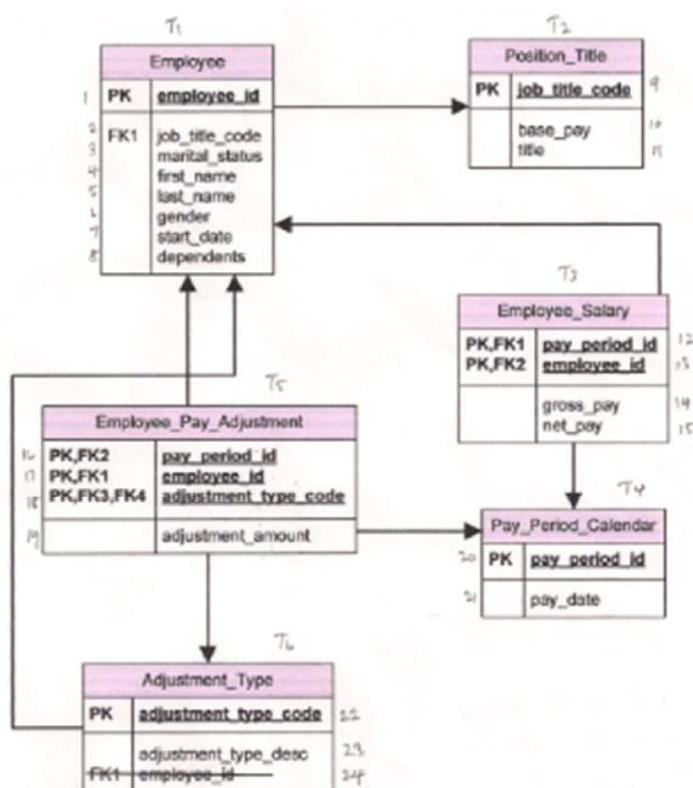 T1
Employee
1 PK employee_id
2 FK1 job_title_code
3 marital_status
4 first_name
5 last_name
6 gender
7 start_date
8 dependents
T2
Position_Title
PK job_title_code 9
base_pay 10
title 11
T3
Employee_Salary
PK,FK1 pay_period_id 12
PK,FK2 employee_id 13
gross_pay 14
net_pay 15
T5
Employee_Pay_Adjustment
16 PK,FK2 pay_period_id
17 PK,FK1 employee_id
18 PK,FK3,FK4 adjustment_type_code
19 adjustment_amount
T4
Pay_Period_Calendar
20 PK pay_period_id
21 pay_date
T6
Adjustment_Type
PK adjustment_type_code 22
adjustment_type_desc 23
FK1 employee_id 24